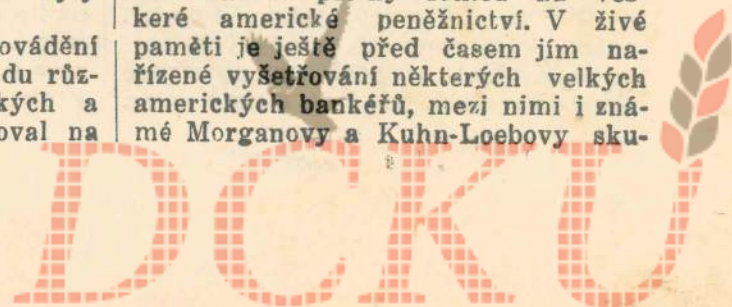 ovádění
du růz-
kých a
oval na
keré americké peněžnictví. V živé
paměti je ještě před časem jím na-
řízené vyšetřování některých velkých
amerických bankéřů, mezi nimi i zná-
mé Morganovy a Kuhn-Loebovy sku-
DCKU